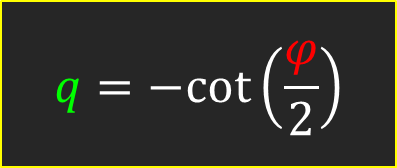 q = −cot(φ/2)